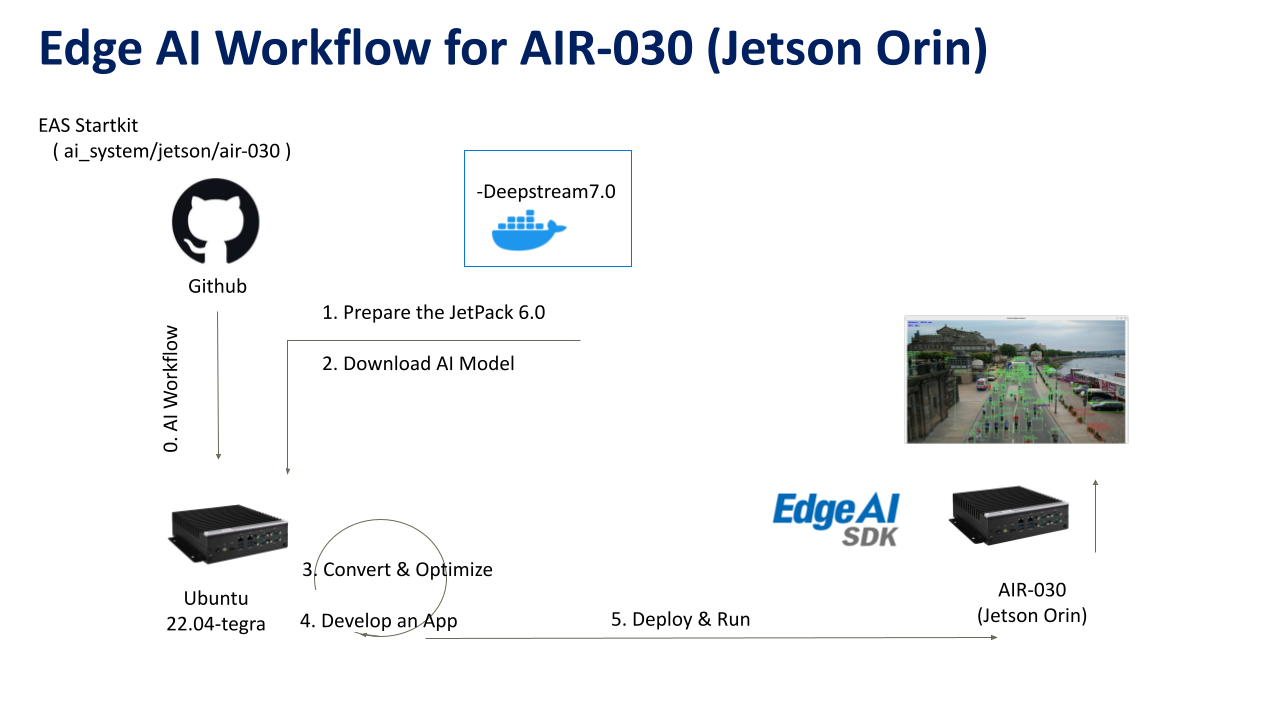 Edge AI Workflow for AIR-030 (Jetson Orin)
EAS Startkit
( ai_system/jetson/air-030 )
-Deepstream7.0
Github
1. Prepare the JetPack 6.0
2. Download AI Model
0. AI Workflow
EdgeAI
SDK
3. Convert & Optimize
Ubuntu
22.04-tegra
4. Develop an App
5. Deploy & Run
AIR-030
(Jetson Orin)